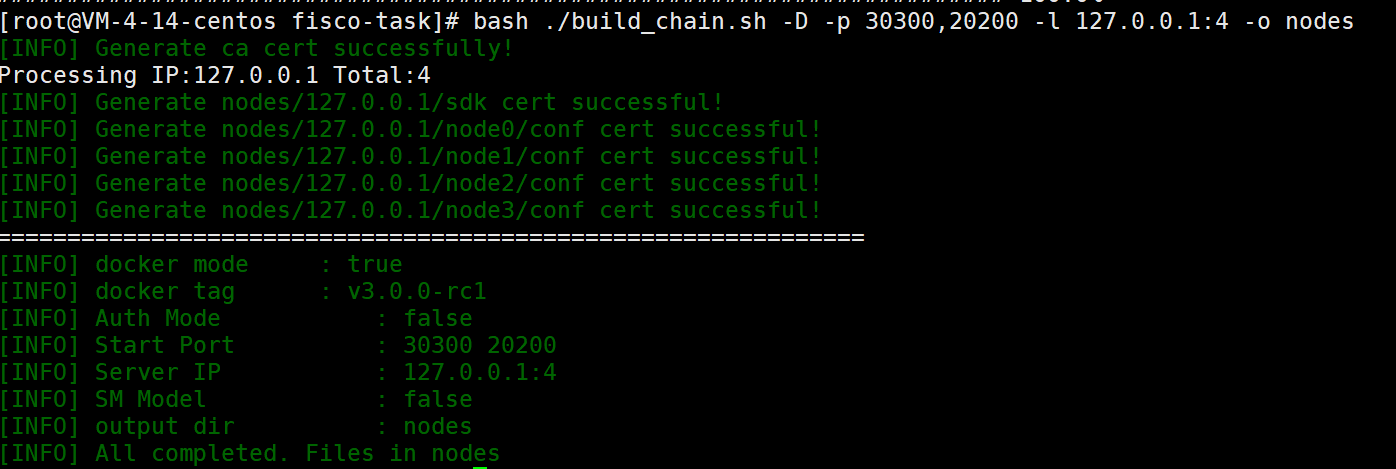 [root@VM-4-14-centos fisco-task]# bash ./build_chain.sh -D -p 30300,20200 -l 127.0.0.1:4 -o nodes
[INFO] Generate ca cert successfully!
Processing IP:127.0.0.1 Total:4
[INFO] Generate nodes/127.0.0.1/sdk cert successful!
[INFO] Generate nodes/127.0.0.1/node0/conf cert successful!
[INFO] Generate nodes/127.0.0.1/node1/conf cert successful!
[INFO] Generate nodes/127.0.0.1/node2/conf cert successful!
[INFO] Generate nodes/127.0.0.1/node3/conf cert successful!
==============================================================
[INFO] docker mode     : true
[INFO] docker tag      : v3.0.0-rc1
[INFO] Auth Mode           : false
[INFO] Start Port          : 30300 20200
[INFO] Server IP           : 127.0.0.1:4
[INFO] SM Model            : false
[INFO] output dir          : nodes
[INFO] All completed. Files in nodes